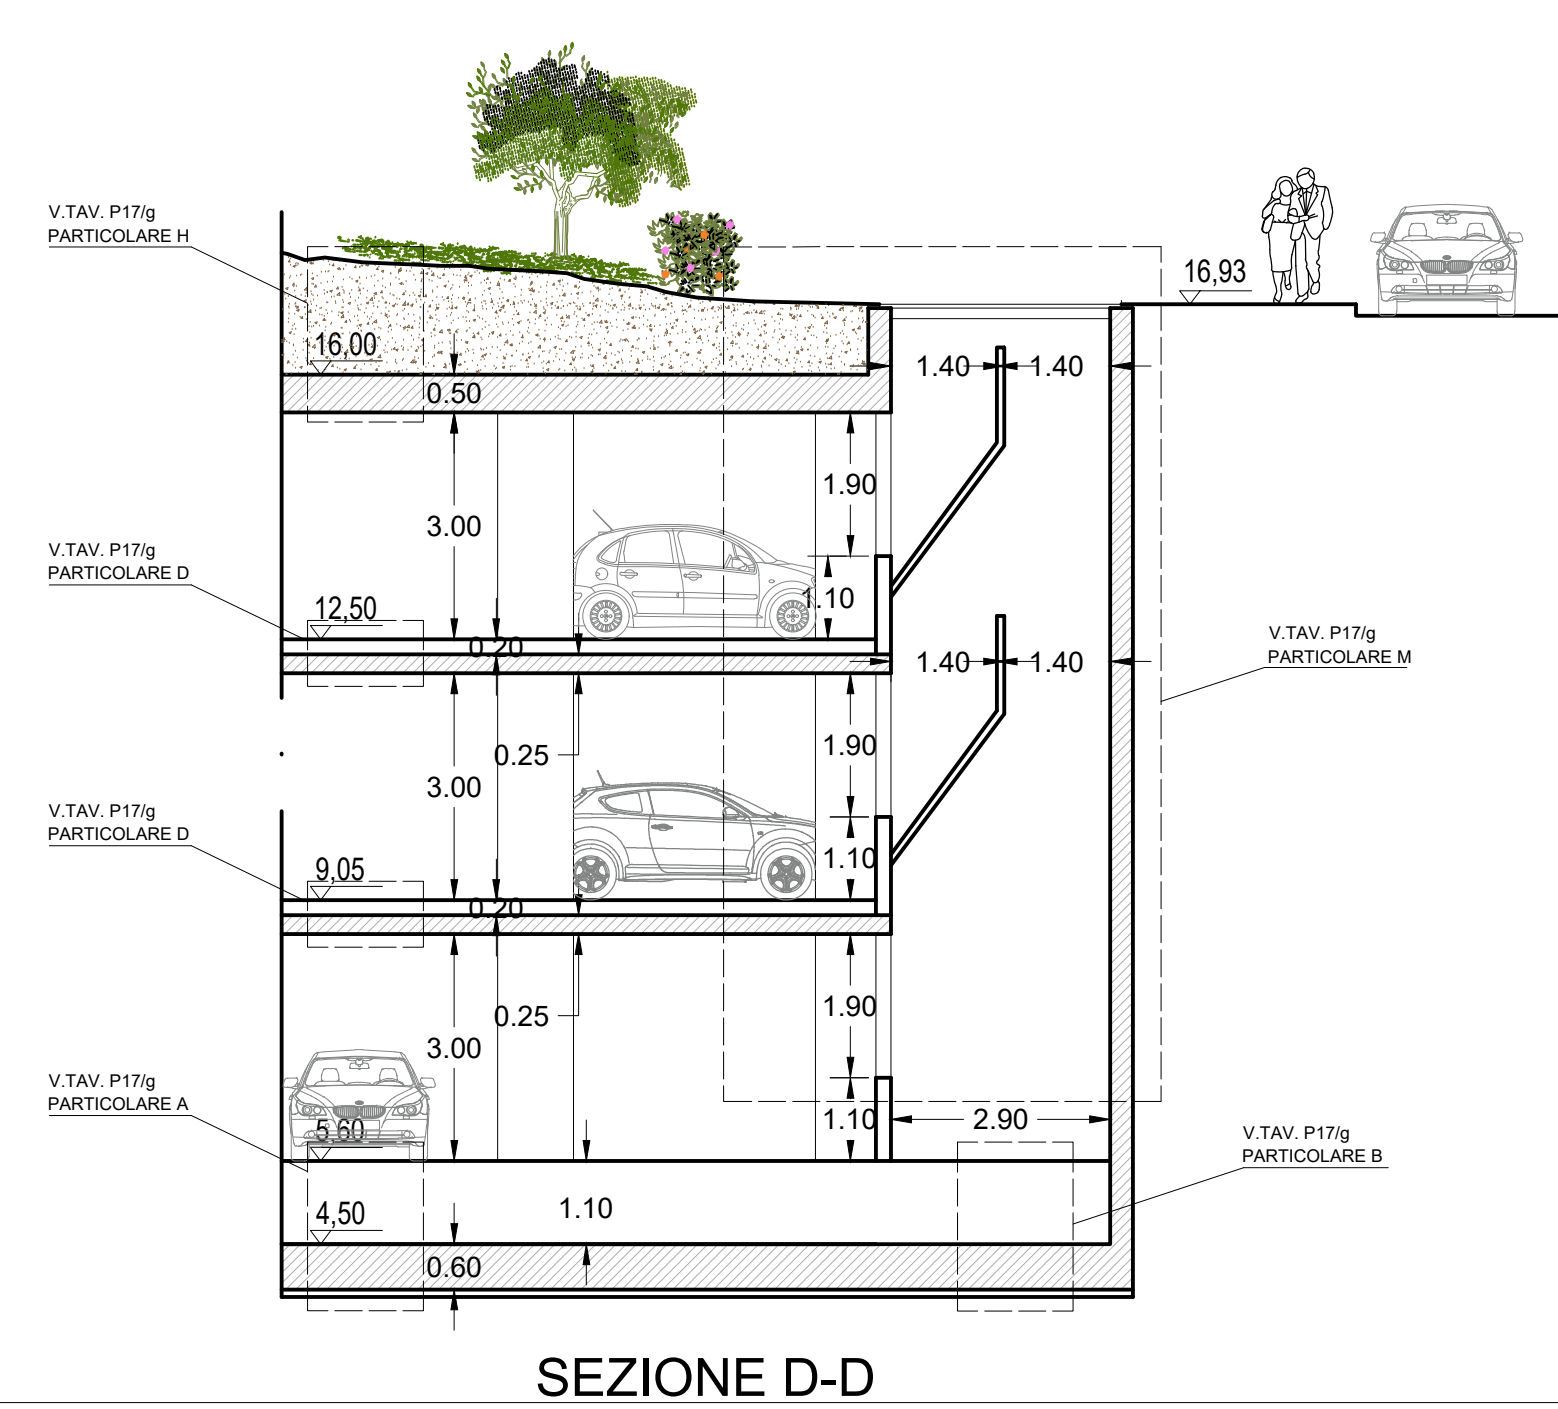 V.TAV. P17/g
PARTICOLARE H
16,93
16,00
1.40
1.40
0.50
1.90
3.00
V.TAV. P17/g
PARTICOLARE D
1.10
12,50
0.20
V.TAV. P17/g
PARTICOLARE M
1.40
1.40
1.90
0.25
3.00
V.TAV. P17/g
PARTICOLARE D
1.10
9,05
0.20
1.90
0.25
3.00
V.TAV. P17/g
PARTICOLARE A
1.10
2.90
5,60
V.TAV. P17/g
PARTICOLARE B
4,50
1.10
0.60
SEZIONE D-D